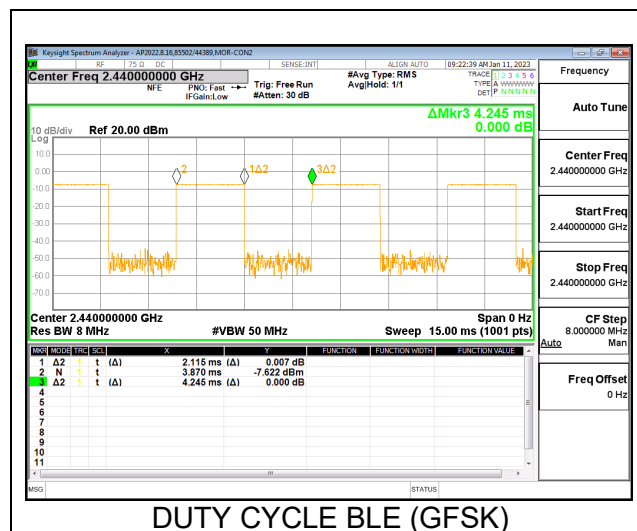 Keysight Spectrum Analyzer - AP2022.8.16,85502/44389,MOR-CON2
RF 75 Ω DC SENSE:INT ALIGN AUTO 09:22:39 AM Jan 11, 2023
Center Freq 2.440000000 GHz
NFE PNO: Fast IFGain:Low
Trig: Free Run #Atten: 30 dB
#Avg Type: RMS Avg|Hold: 1/1
TRACE 1 2 3 4 5 6
TYPE A WWWWW
DET P N N N N N
Frequency
Auto Tune
Center Freq
2.440000000 GHz
Start Freq
2.440000000 GHz
Stop Freq
2.440000000 GHz
CF Step
8.000000 MHz
Auto Man
Freq Offset
0 Hz
ΔMkr3 4.245 ms
0.000 dB
10 dB/div Ref 20.00 dBm
Log
10.0
0.00
-10.0
-20.0
-30.0
-40.0
-50.0
-60.0
-70.0
2 1Δ2 3Δ2
Center 2.440000000 GHz Span 0 Hz
Res BW 8 MHz #VBW 50 MHz Sweep 15.00 ms (1001 pts)
MKR MODE TRC SCL X Y FUNCTION FUNCTION WIDTH FUNCTION VALUE
1 Δ2 1 t (Δ) 2.115 ms (Δ) 0.007 dB
2 N 1 t 3.870 ms -7.622 dBm
3 Δ2 1 t (Δ) 4.245 ms (Δ) 0.000 dB
4
5
6
7
8
9
10
11
MSG STATUS
DUTY CYCLE BLE (GFSK)